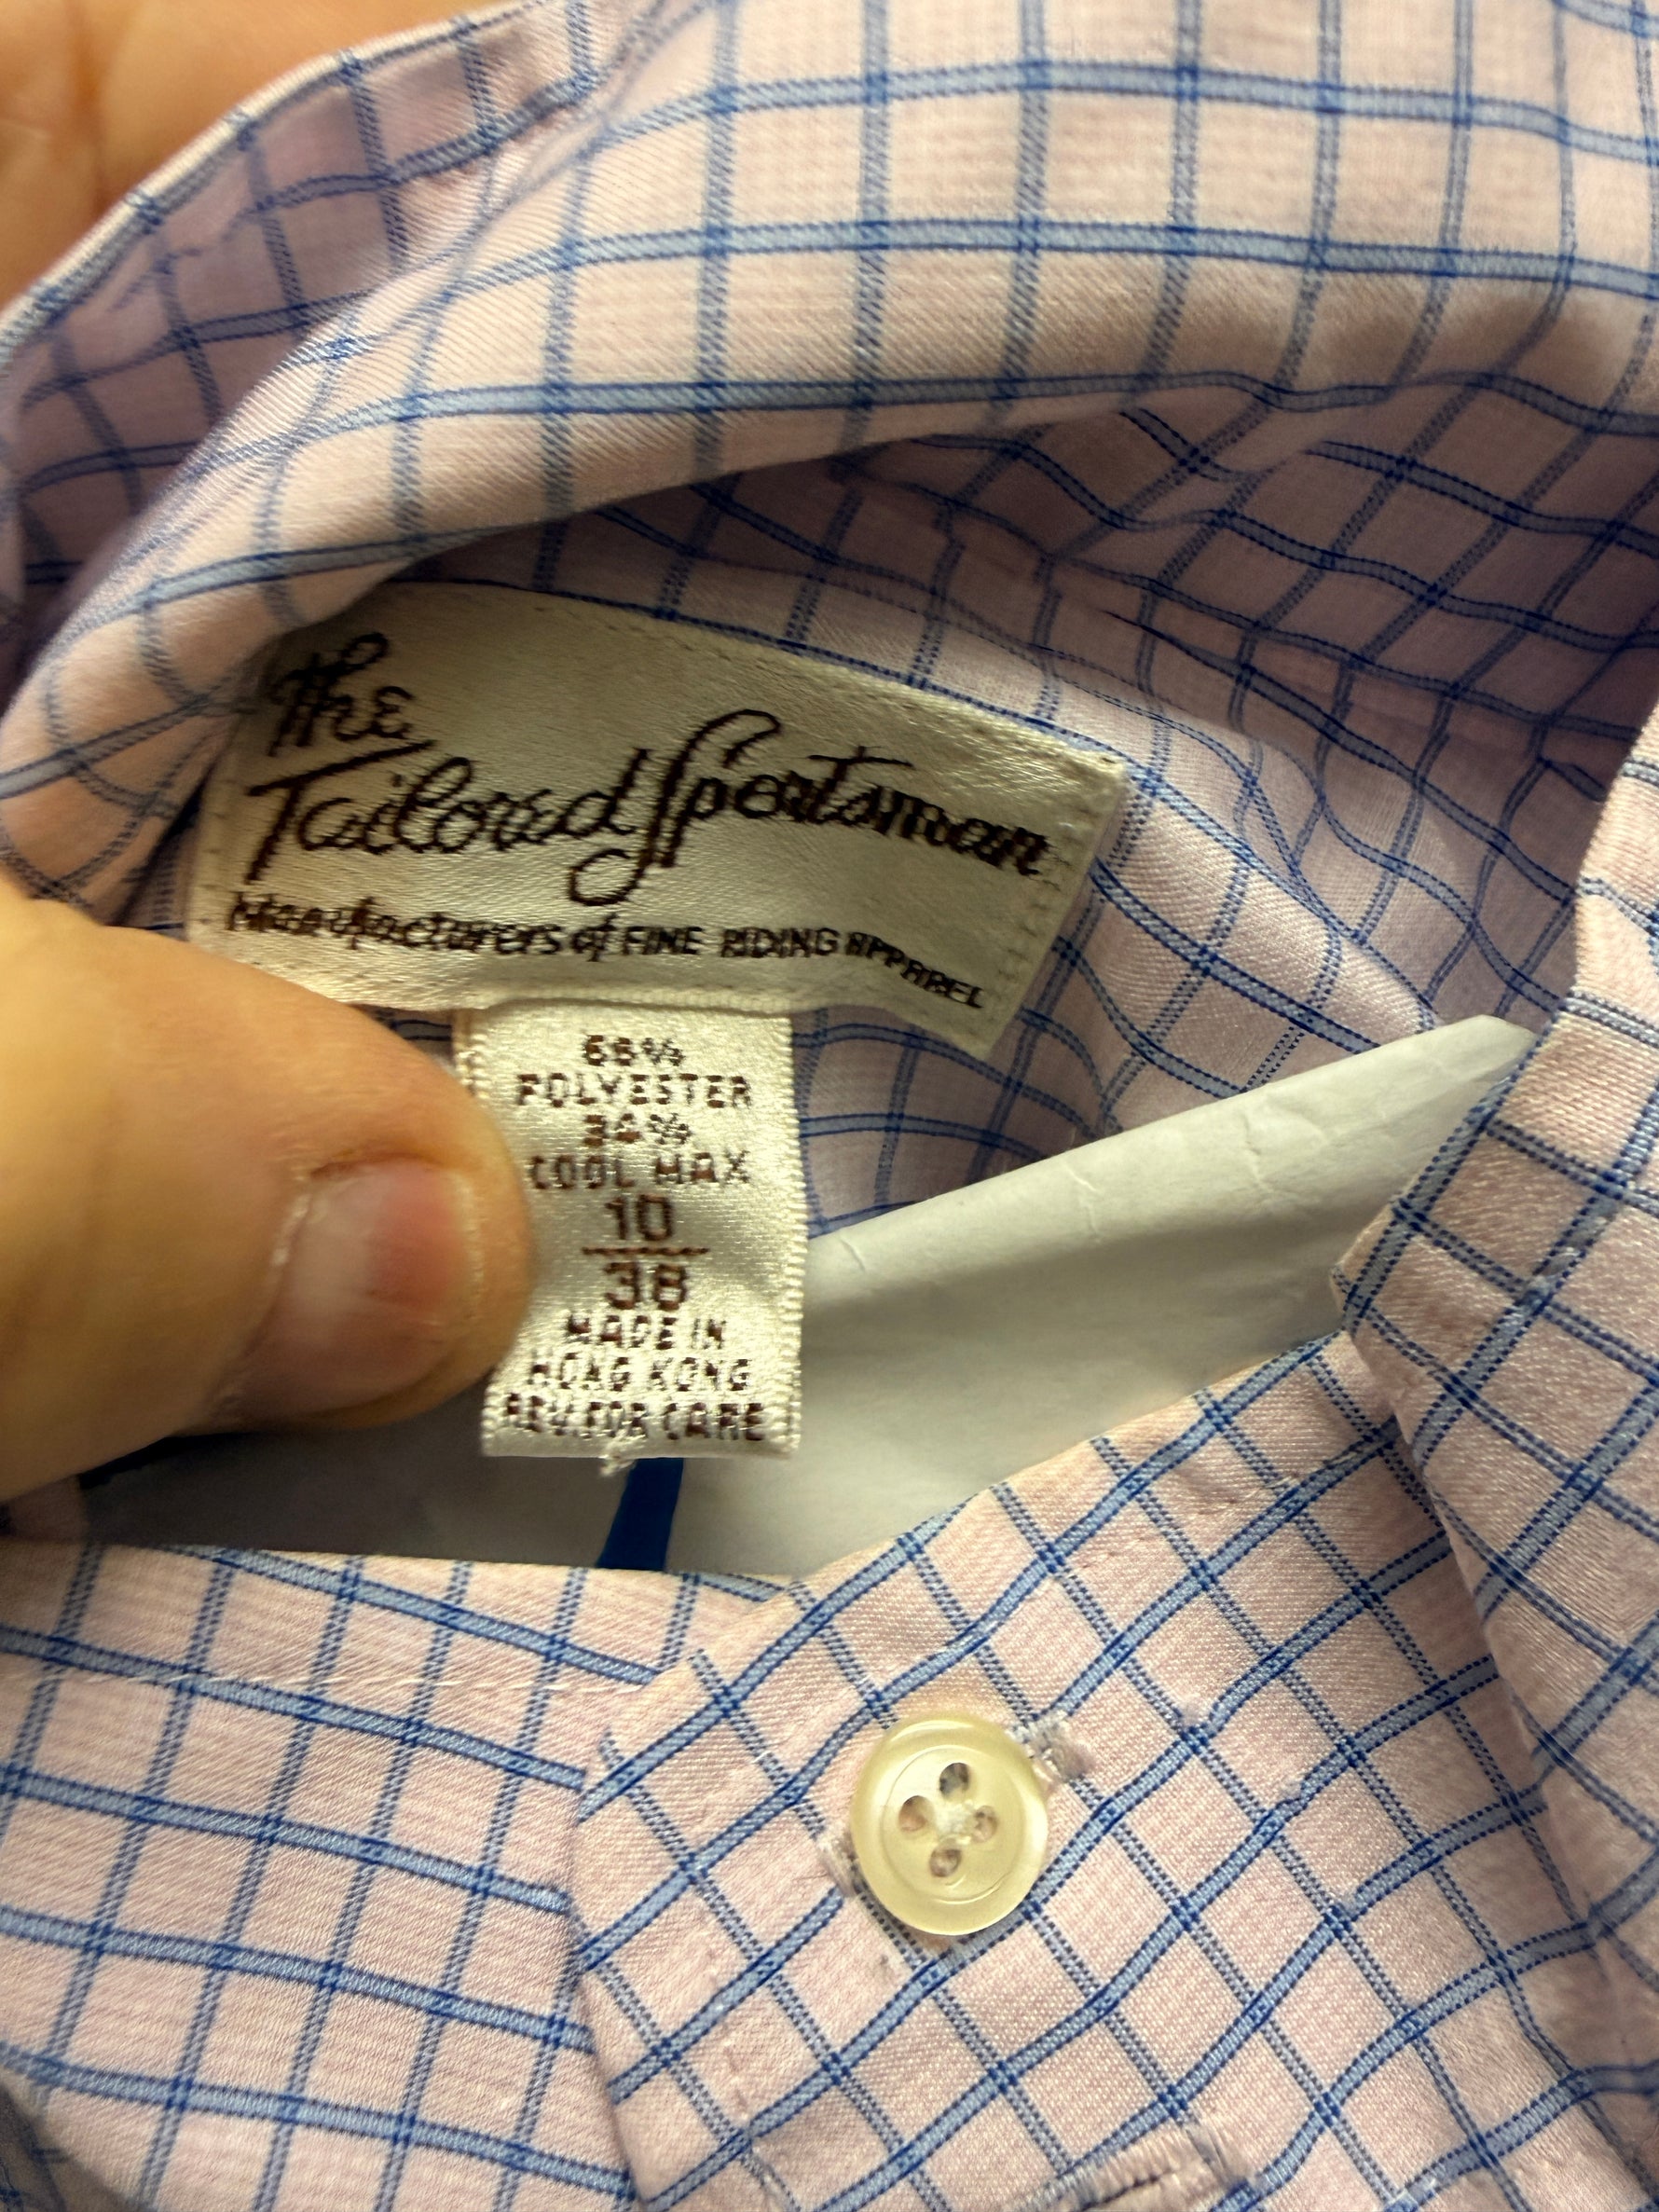 The
Tailored Sportsman
Manufacturers of FINE RIDING APPAREL
66%
POLYESTER
34%
COOL MAX
10
38
MADE IN
HONG KONG
REV. FOR CARE